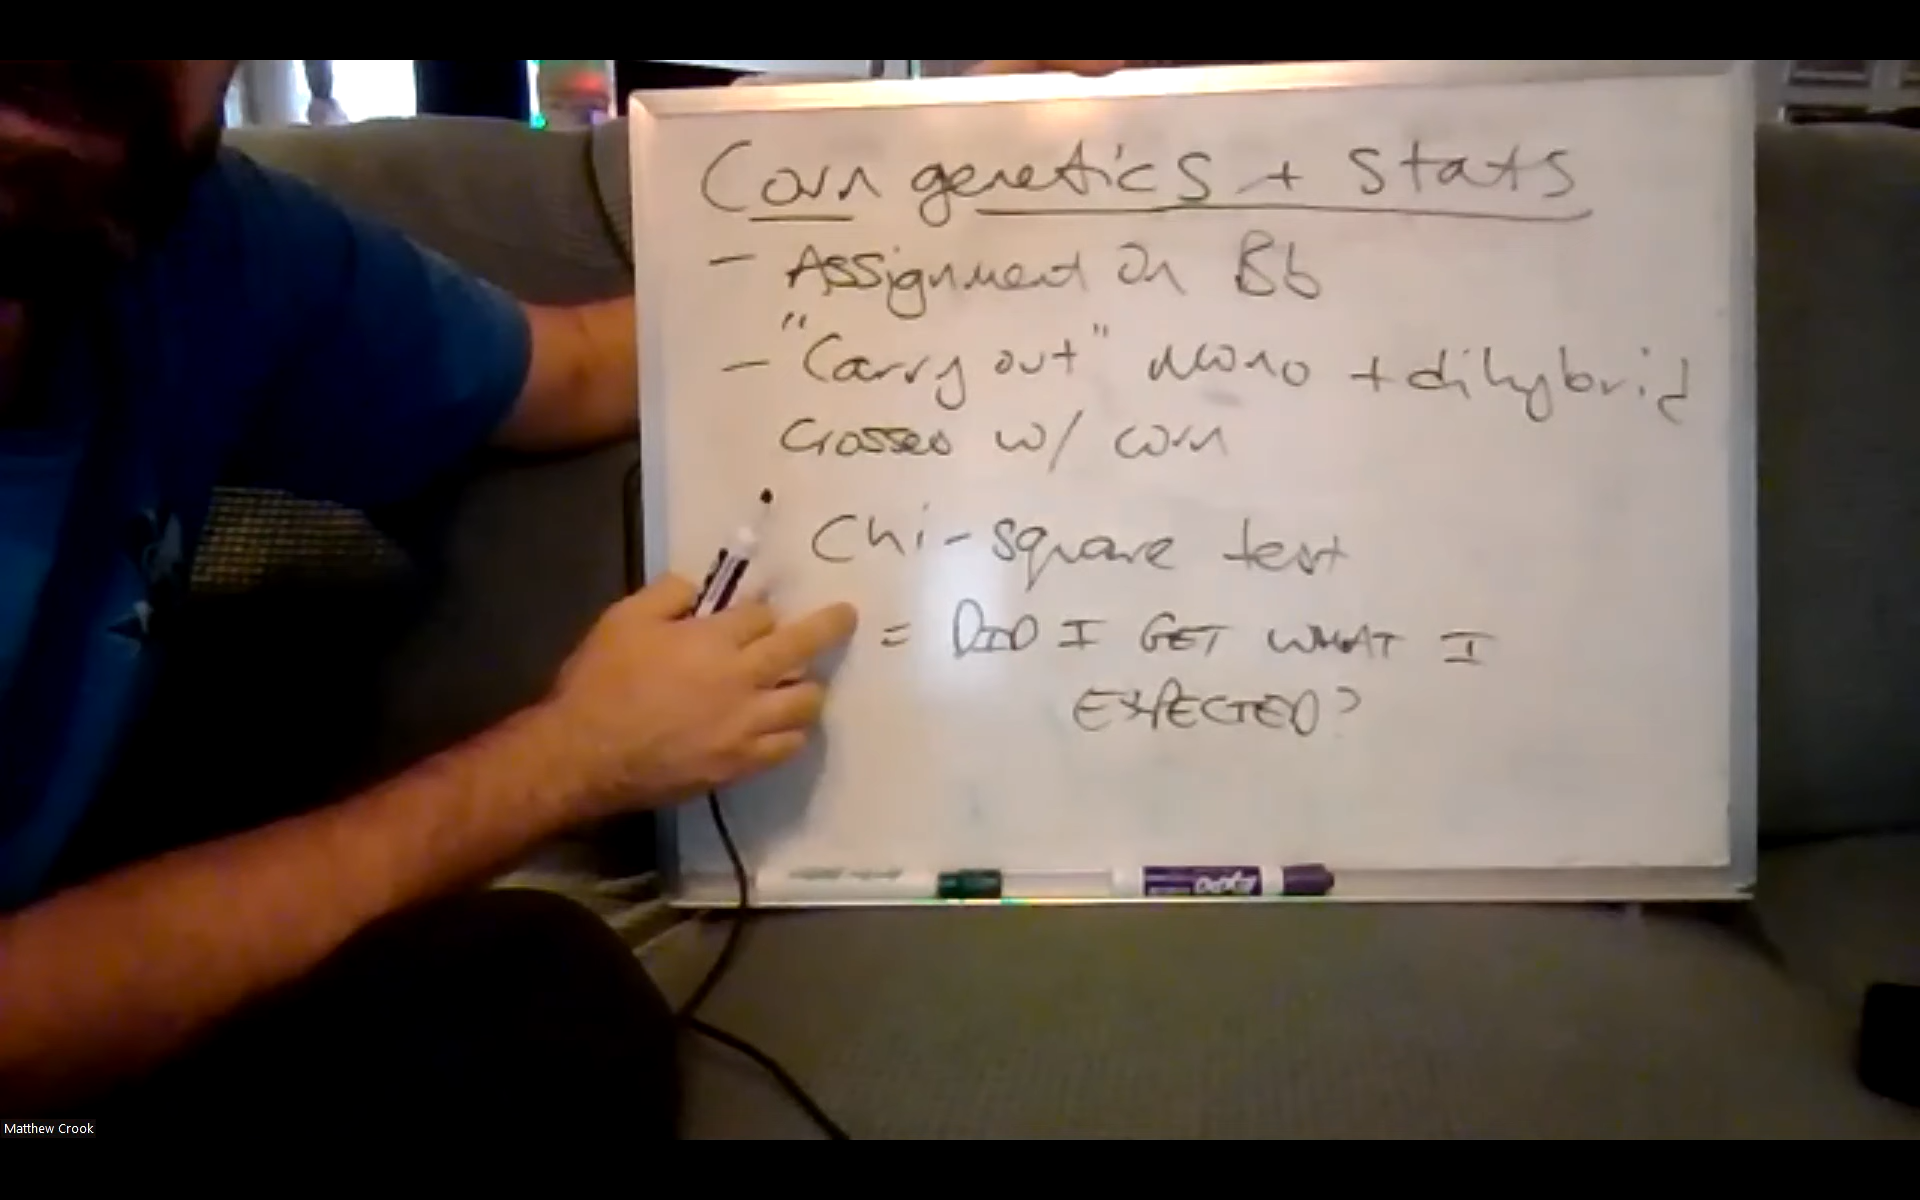 Corn genetics + stats
- Assignment on Bb
- "Carry out" mono + dihybrid
crosses w/ corn
Chi-square test
= DID I GET WHAT I
EXPECTED?
EXPO
Matthew Crook